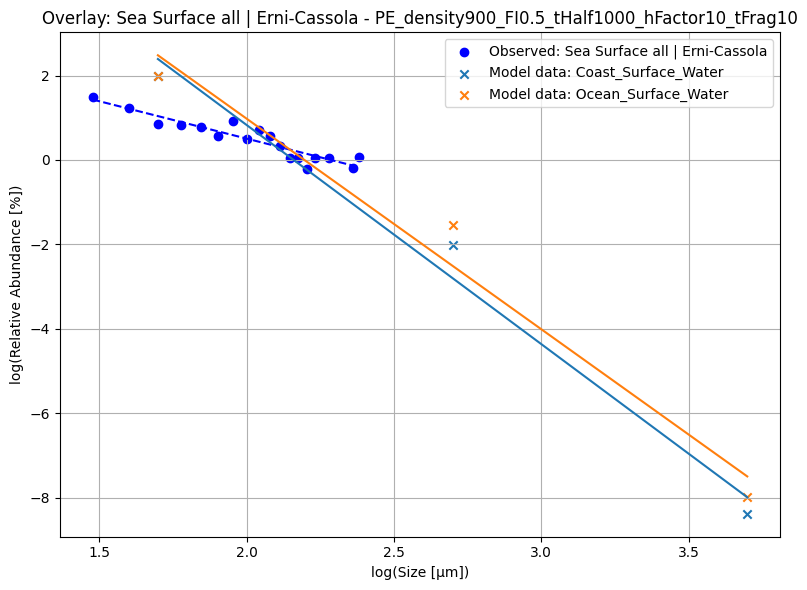 Overlay: Sea Surface all | Erni-Cassola - PE_density900_FI0.5_tHalf1000_hFactor10_tFrag10
Observed: Sea Surface all | Erni-Cassola
Model data: Coast_Surface_Water
Model data: Ocean_Surface_Water
log(Relative Abundance [%])
2
0
−2
−4
−6
−8
1.5 2.0 2.5 3.0 3.5
log(Size [μm])